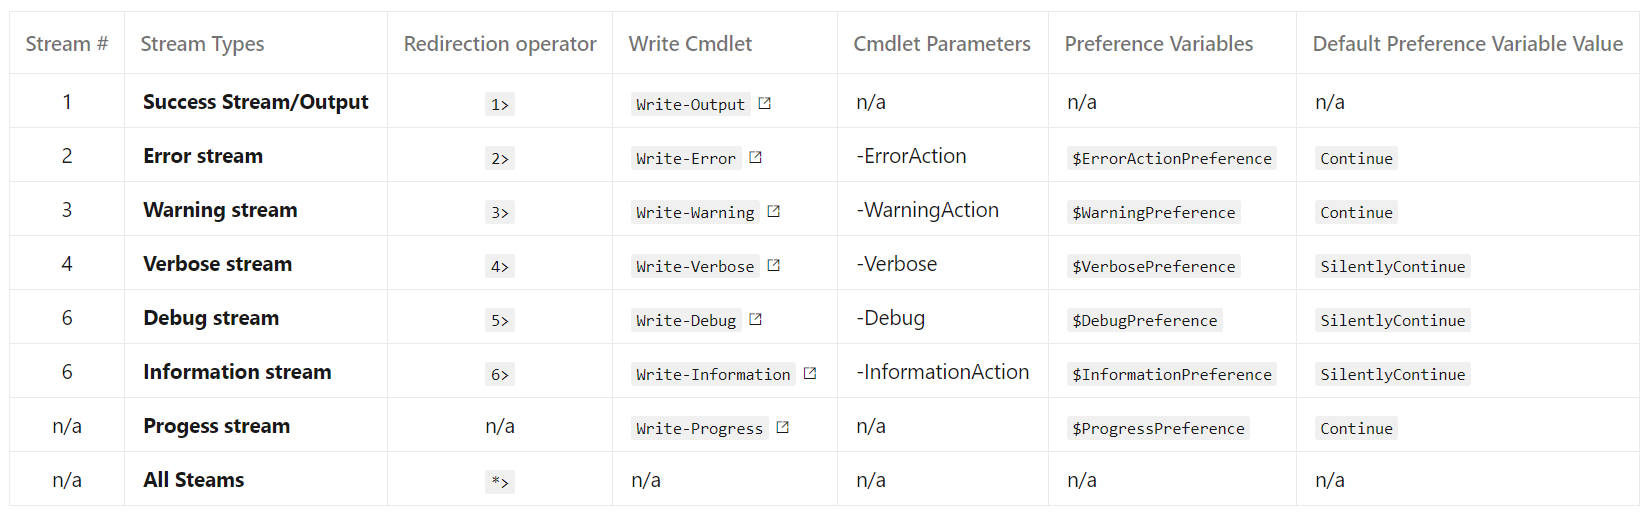 Stream # Stream Types Redirection operator Write Cmdlet Cmdlet Parameters Preference Variables Default Preference Variable Value
1 Success Stream/Output 1> Write-Output n/a n/a n/a
2 Error stream 2> Write-Error -ErrorAction $ErrorActionPreference Continue
3 Warning stream 3> Write-Warning -WarningAction $WarningPreference Continue
4 Verbose stream 4> Write-Verbose -Verbose $VerbosePreference SilentlyContinue
6 Debug stream 5> Write-Debug -Debug $DebugPreference SilentlyContinue
6 Information stream 6> Write-Information -InformationAction $InformationPreference SilentlyContinue
n/a Progess stream n/a Write-Progress n/a $ProgressPreference Continue
n/a All Steams *> n/a n/a n/a n/a